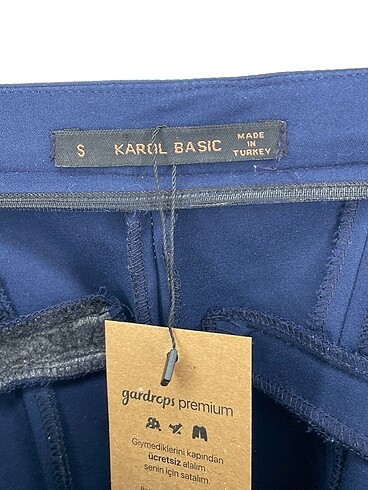 S KAROL BASIC MADE
IN
TURKEY
gardrops premium
Giymediklerini kapından
ücretsiz alalım
senin için satalım.